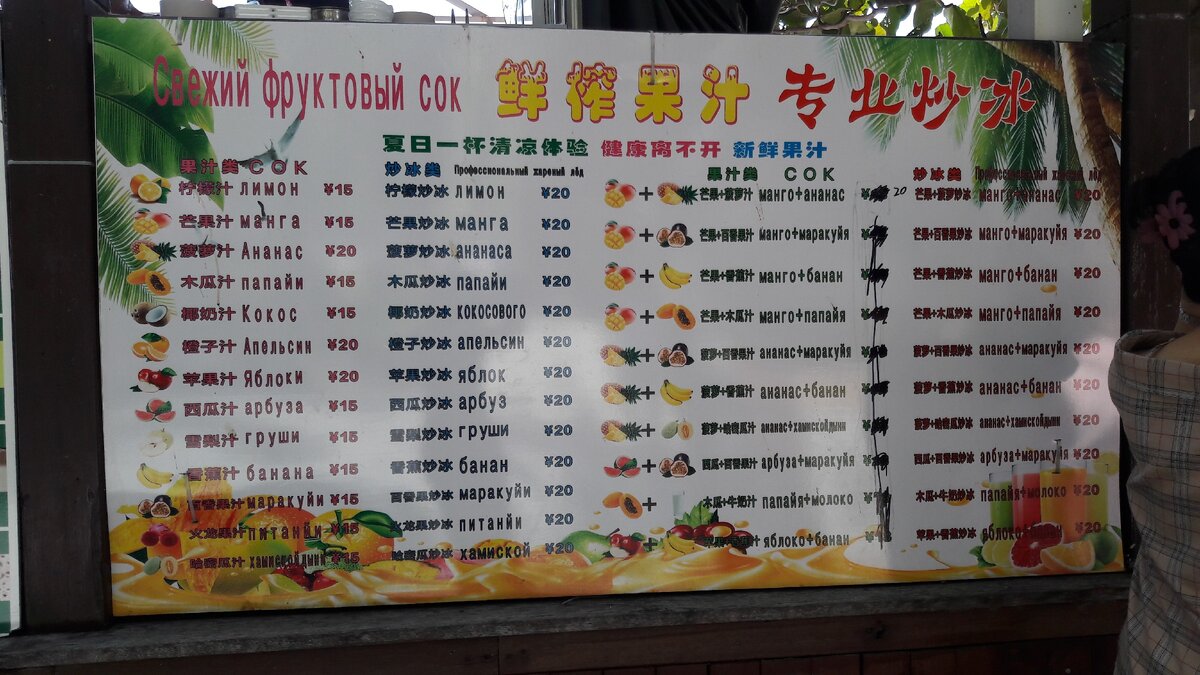 Свежий фруктовый сок 鲜榨果汁 专业炒冰
夏日一杯清凉体验 健康离不开 新鲜果汁
果汁类 СОК
柠檬汁 лимон ¥15
芒果汁 манга ¥15
菠萝汁 Ананас ¥20
木瓜汁 папайи ¥15
椰奶汁 Кокос ¥15
橙子汁 Апельсин ¥20
苹果汁 Яблоки ¥20
西瓜汁 арбуза ¥15
雪梨汁 груши ¥15
香蕉汁 банана ¥15
百香果汁 маракуйи ¥15
火龙果汁 питанйи ¥15
哈密瓜汁 хамискойдыни ¥15
炒冰类 Профессиональный жареный лёд
柠檬炒冰 лимон ¥20
芒果炒冰 манга ¥20
菠萝炒冰 ананаса ¥20
木瓜炒冰 папайи ¥20
椰奶炒冰 кокосового ¥20
橙子炒冰 апельсин ¥20
苹果炒冰 яблок ¥20
西瓜炒冰 арбуз ¥20
雪梨炒冰 груши ¥20
香蕉炒冰 банан ¥20
百香果炒冰 маракуйи ¥20
火龙果炒冰 питанйи ¥20
哈密瓜炒冰 хамиской ¥20
果汁类 СОК
芒果+菠萝汁 манго+ананас 20
芒果+百香果汁 манго+маракуйя
芒果+香蕉汁 манго+банан
芒果+木瓜汁 манго+папайя
菠萝+百香果汁 ананас+маракуйя
菠萝+香蕉汁 ананас+банан
菠萝+哈密瓜汁 ананас+хамискойдыни
西瓜+百香果汁 арбуза+маракуйя
木瓜+牛奶汁 папайя+молоко
苹果+香蕉汁 яблоко+банан
炒冰类 Профессиональный жареный лёд
芒果+菠萝炒冰 манго+ананас ¥20
芒果+百香果炒冰 манго+маракуйя ¥20
芒果+香蕉炒冰 манго+банан ¥20
芒果+木瓜炒冰 манго+папайя ¥20
菠萝+百香果炒冰 ананас+маракуйя ¥20
菠萝+香蕉炒冰 ананас+банан ¥20
菠萝+哈密瓜炒冰 ананас+хамискойдыни ¥20
西瓜+百香果炒冰 арбуза+маракуйя ¥20
木瓜+牛奶炒冰 папайя+молоко ¥20
苹果+香蕉炒冰 яблоко+банан ¥20